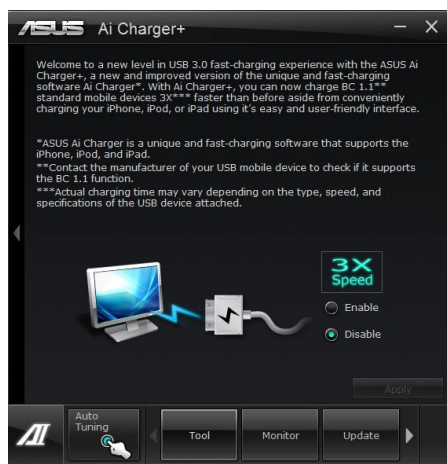 ASUS Ai Charger+
Welcome to a new level in USB 3.0 fast-charging experience with the ASUS Ai
Charger+, a new and improved version of the unique and fast-charging
software Ai Charger*. With Ai Charger+, you can now charge BC 1.1**
standard mobile devices 3X*** faster than before aside from conveniently
charging your iPhone, iPod, or iPad using it's easy and user-friendly interface.
*ASUS Ai Charger is a unique and fast-charging software that supports the
iPhone, iPod, and iPad.
**Contact the manufacturer of your USB mobile device to check if it supports
the BC 1.1 function.
***Actual charging time may vary depending on the type, speed, and
specifications of the USB device attached.
3X
Speed
Enable
Disable
Apply
AI
Auto
Tuning
Tool
Monitor
Update